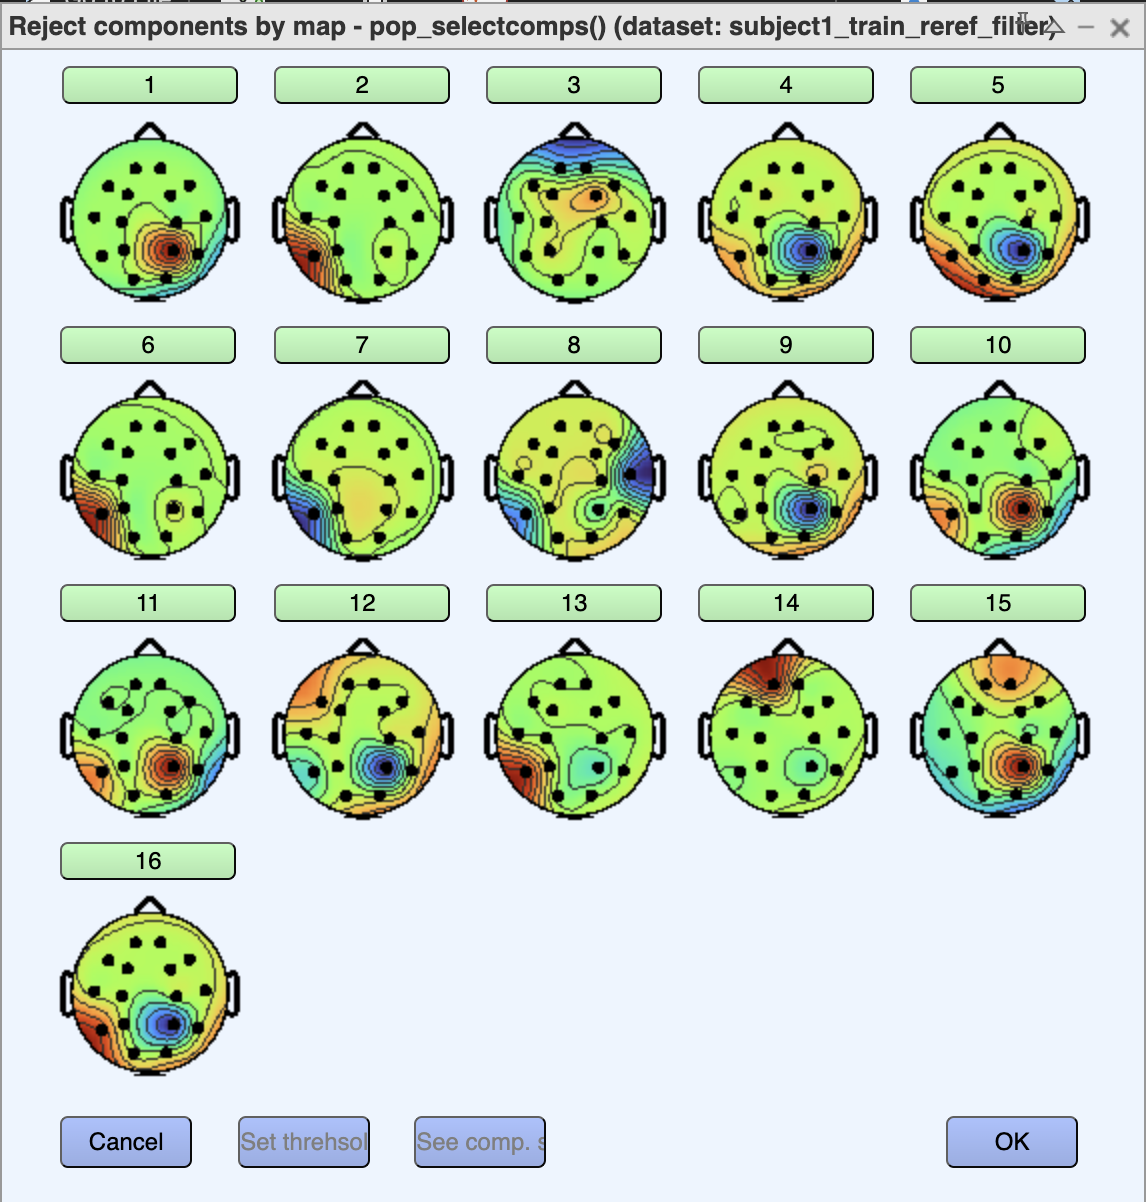 Reject components by map - pop_selectcomps() (dataset: subject1_train_reref_filter)
1 2 3 4 5
6 7 8 9 10
11 12 13 14 15
16
Cancel Set threhsol See comp. s OK